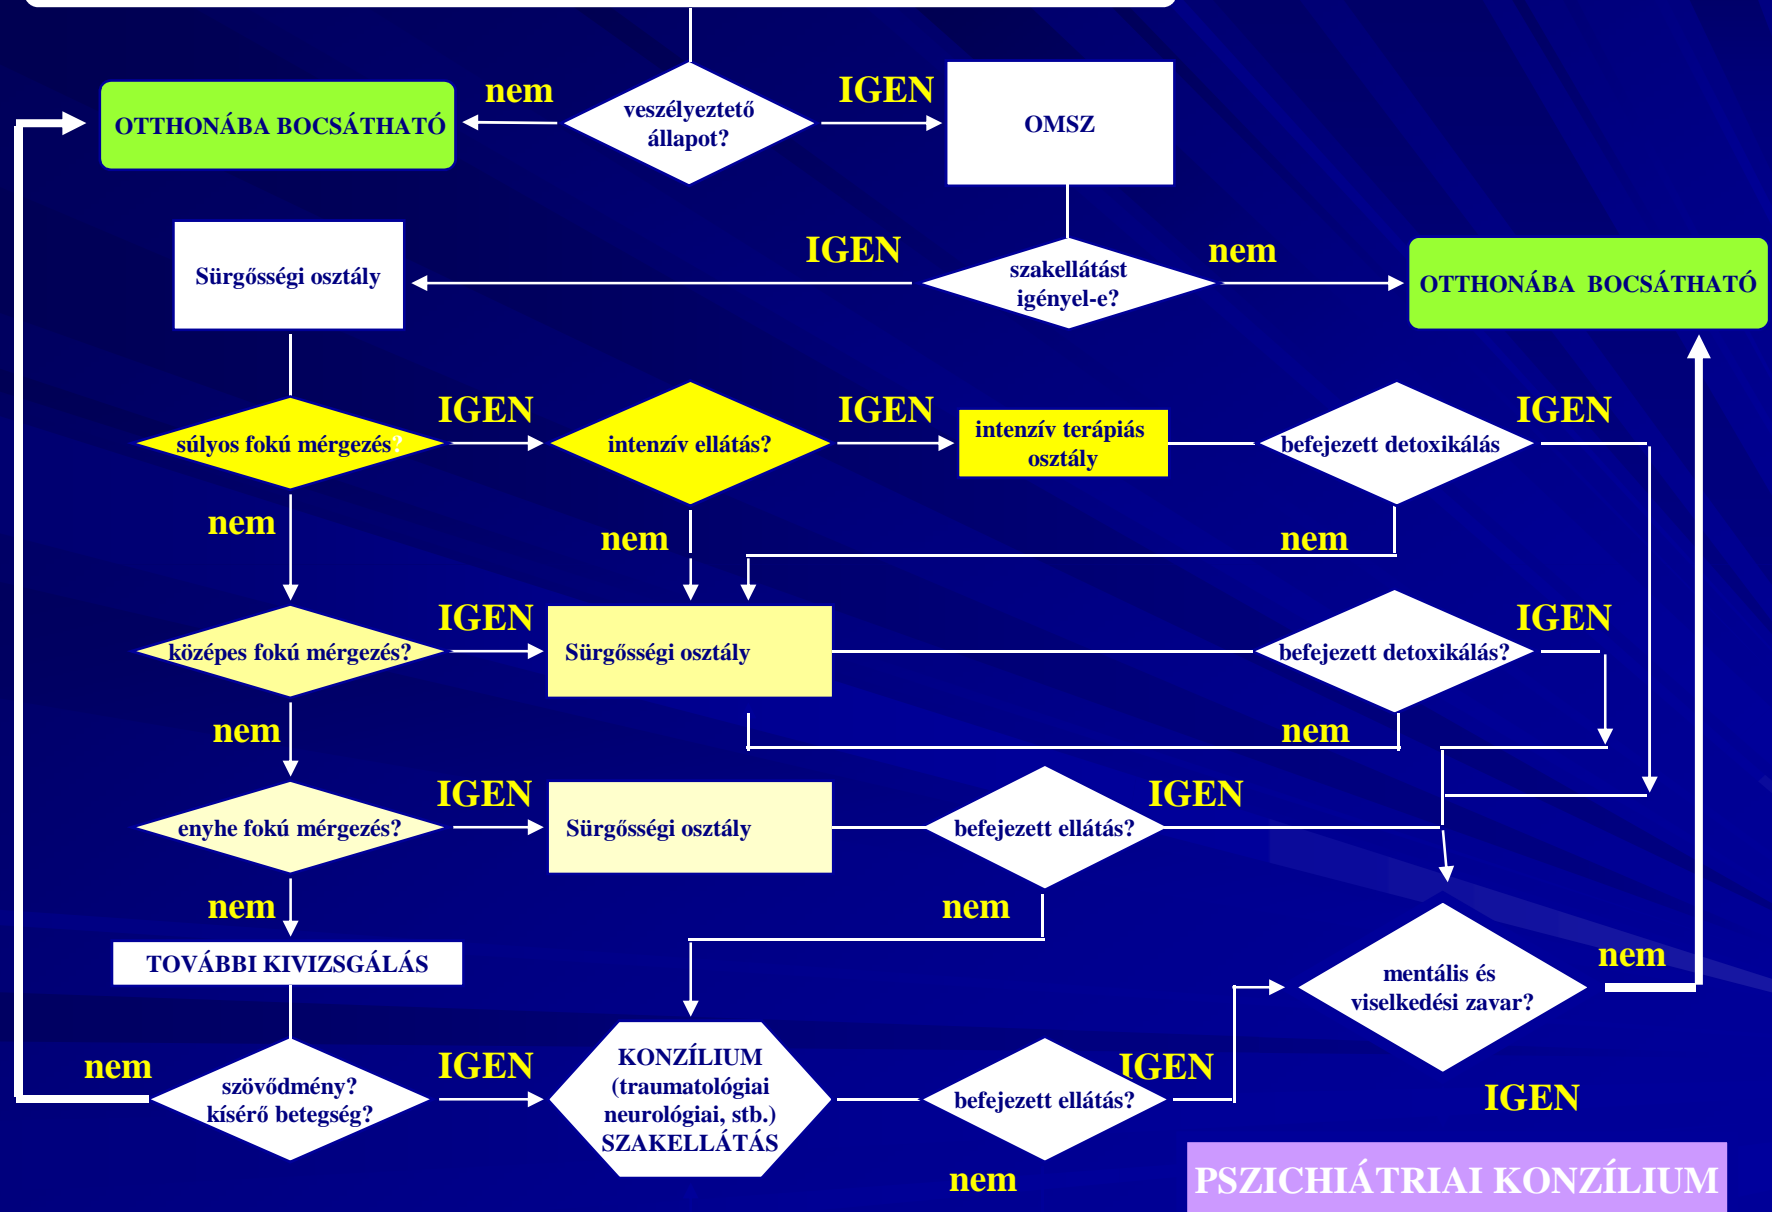 nem
IGEN
OTTHONÁBA BOCSÁTHATÓ
veszélyeztető
állapot?
OMSZ
Sürgősségi osztály
IGEN
szakellátást
igényel-e?
nem
OTTHONÁBA BOCSÁTHATÓ
súlyos fokú mérgezés?
IGEN
intenzív ellátás?
IGEN
intenzív terápiás
osztály
befejezett detoxikálás
IGEN
nem
nem
nem
középes fokú mérgezés?
IGEN
Sürgősségi osztály
befejezett detoxikálás?
IGEN
nem
nem
enyhe fokú mérgezés?
IGEN
Sürgősségi osztály
befejezett ellátás?
IGEN
nem
nem
TOVÁBBI KIVIZSGÁLÁS
mentális és
viselkedési zavar?
nem
nem
szövődmény?
kísérő betegség?
IGEN
KONZÍLIUM
(traumatológiai
neurológiai, stb.)
SZAKELLÁTÁS
befejezett ellátás?
IGEN
IGEN
nem
PSZICHIÁTRIAI KONZÍLIUM